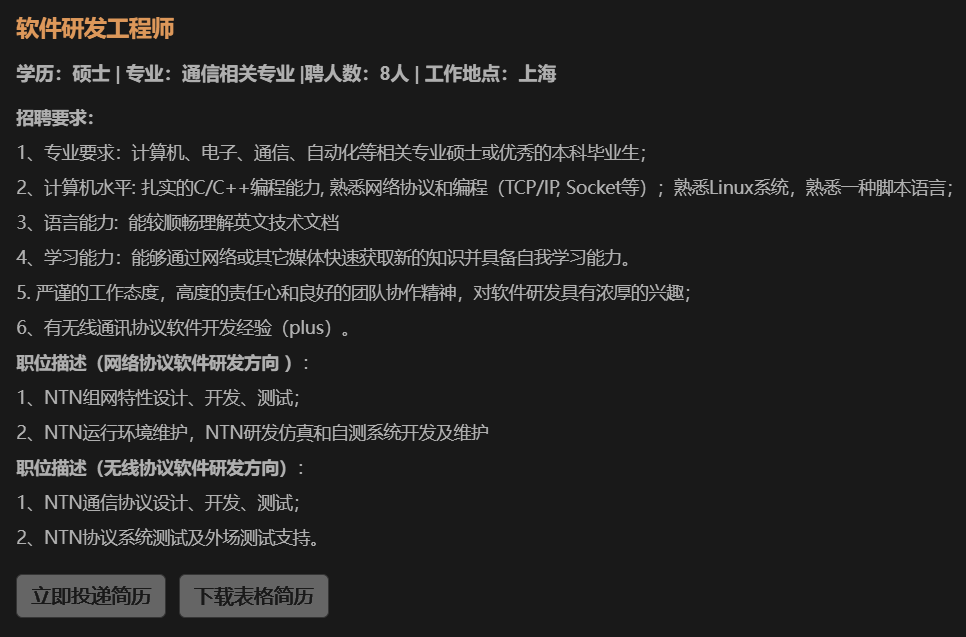 软件研发工程师
学历：硕士 | 专业：通信相关专业 |聘人数：8人 | 工作地点：上海
招聘要求：
1、专业要求：计算机、电子、通信、自动化等相关专业硕士或优秀的本科毕业生；
2、计算机水平: 扎实的C/C++编程能力, 熟悉网络协议和编程（TCP/IP, Socket等）；熟悉Linux系统，熟悉一种脚本语言；
3、语言能力：能较顺畅理解英文技术文档
4、学习能力：能够通过网络或其它媒体快速获取新的知识并具备自我学习能力。
5. 严谨的工作态度，高度的责任心和良好的团队协作精神，对软件研发具有浓厚的兴趣；
6、有无线通讯协议软件开发经验（plus）。
职位描述（网络协议软件研发方向 ）：
1、NTN组网特性设计、开发、测试；
2、NTN运行环境维护，NTN研发仿真和自测系统开发及维护
职位描述（无线协议软件研发方向）：
1、NTN通信协议设计、开发、测试；
2、NTN协议系统测试及外场测试支持。
立即投递简历 下载表格简历